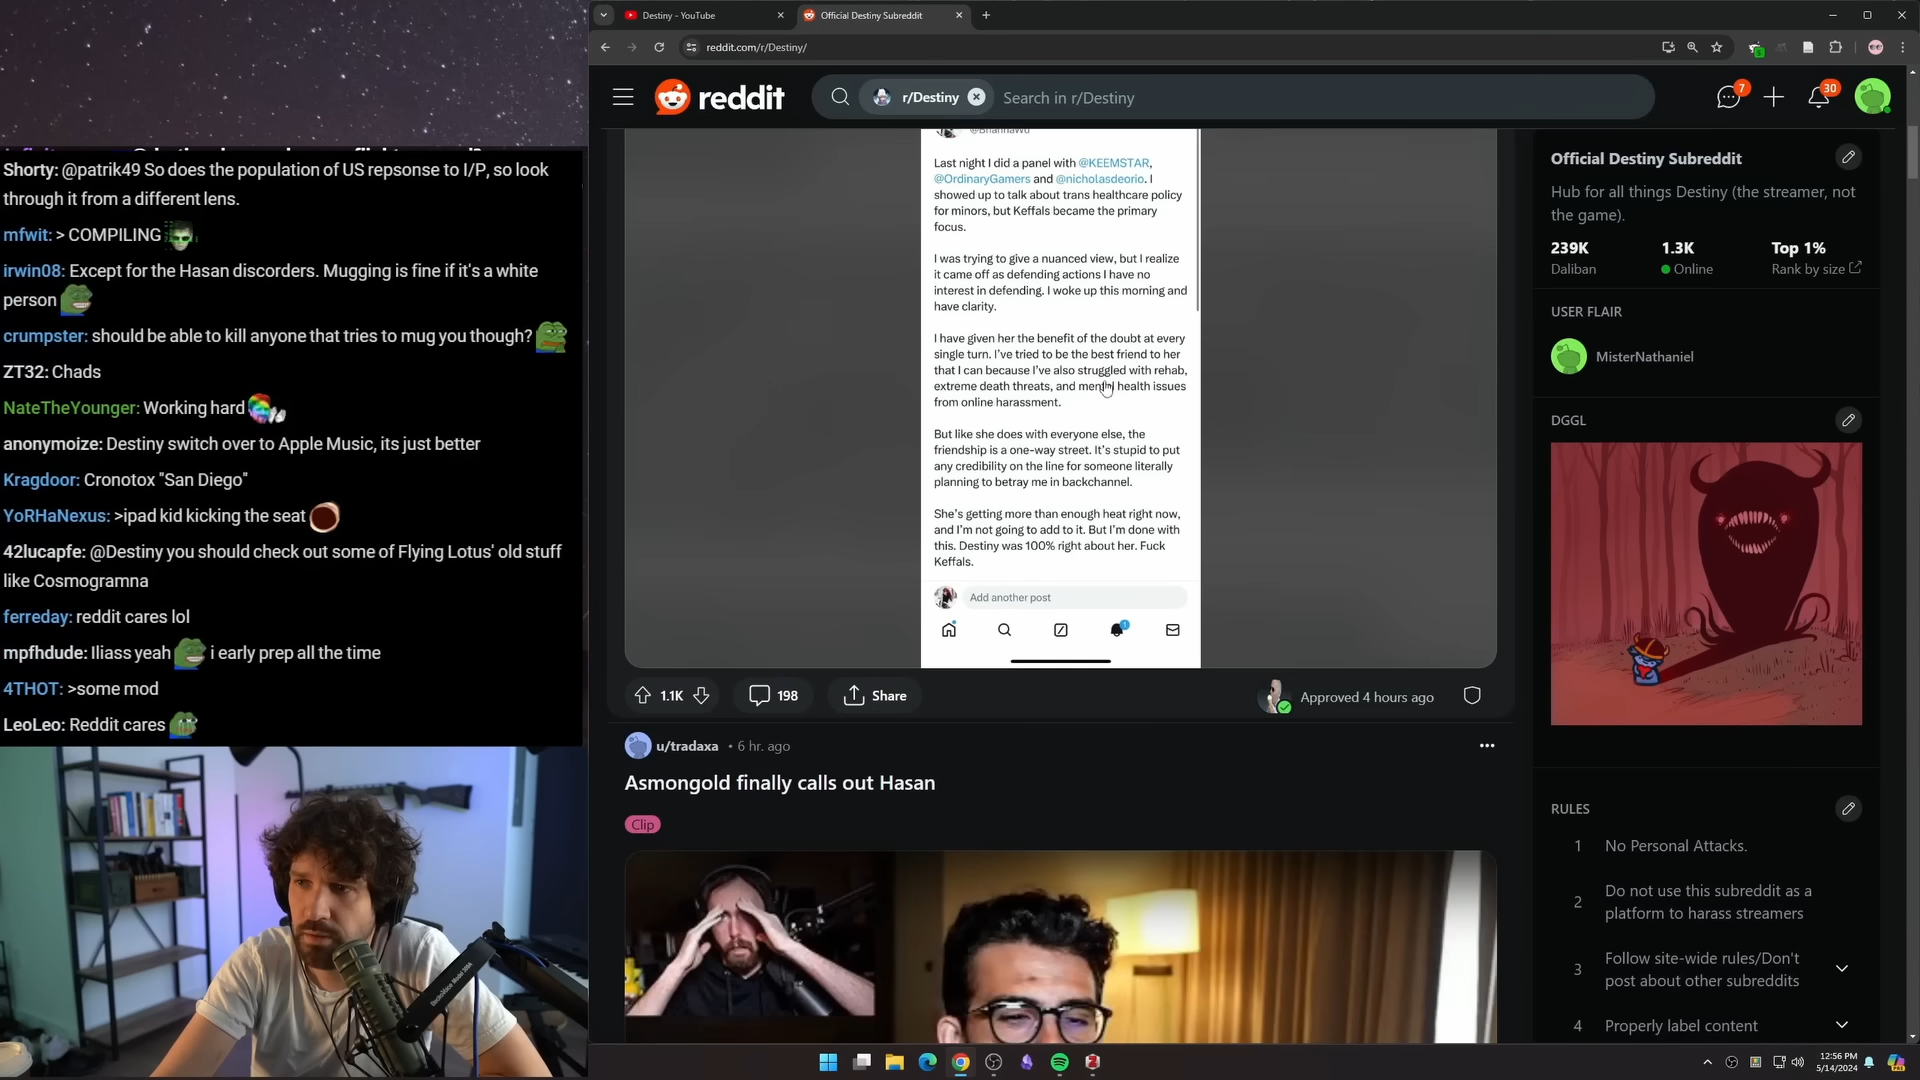 Destiny - YouTube
Official Destiny Subreddit
reddit.com/r/Destiny/
reddit
r/Destiny
Search in r/Destiny
7
30
Shorty: @patrik49 So does the population of US repsonse to I/P, so look
through it from a different lens.
mfwit: > COMPILING
irwin08: Except for the Hasan discorders. Mugging is fine if it's a white
person
crumpster: should be able to kill anyone that tries to mug you though?
ZT32: Chads
NateTheYounger: Working hard
anonymoize: Destiny switch over to Apple Music, its just better
Kragdoor: Cronotox "San Diego"
YoRHaNexus: >ipad kid kicking the seat
42lucapfe: @Destiny you should check out some of Flying Lotus' old stuff
like Cosmogramna
ferreday: reddit cares lol
mpfhdude: Iliass yeah i early prep all the time
4THOT: >some mod
LeoLeo: Reddit cares
@BriannaWu
Last night I did a panel with @KEEMSTAR,
@OrdinaryGamers and @nicholasdeorio. I
showed up to talk about trans healthcare policy
for minors, but Keffals became the primary
focus.
I was trying to give a nuanced view, but I realize
it came off as defending actions I have no
interest in defending. I woke up this morning and
have clarity.
I have given her the benefit of the doubt at every
single turn. I've tried to be the best friend to her
that I can because I've also struggled with rehab,
extreme death threats, and mental health issues
from online harassment.
But like she does with everyone else, the
friendship is a one-way street. It's stupid to put
any credibility on the line for someone literally
planning to betray me in backchannel.
She's getting more than enough heat right now,
and I'm not going to add to it. But I'm done with
this. Destiny was 100% right about her. Fuck
Keffals.
Add another post
1
1.1K
198
Share
Approved 4 hours ago
u/tradaxa • 6 hr. ago
Asmongold finally calls out Hasan
Clip
Official Destiny Subreddit
Hub for all things Destiny (the streamer, not
the game).
239K
1.3K
Top 1%
Daliban
Online
Rank by size
USER FLAIR
MisterNathaniel
DGGL
RULES
1 No Personal Attacks.
2 Do not use this subreddit as a
platform to harass streamers
3 Follow site-wide rules/Don't
post about other subreddits
4 Properly label content
12:56 PM
5/14/2024